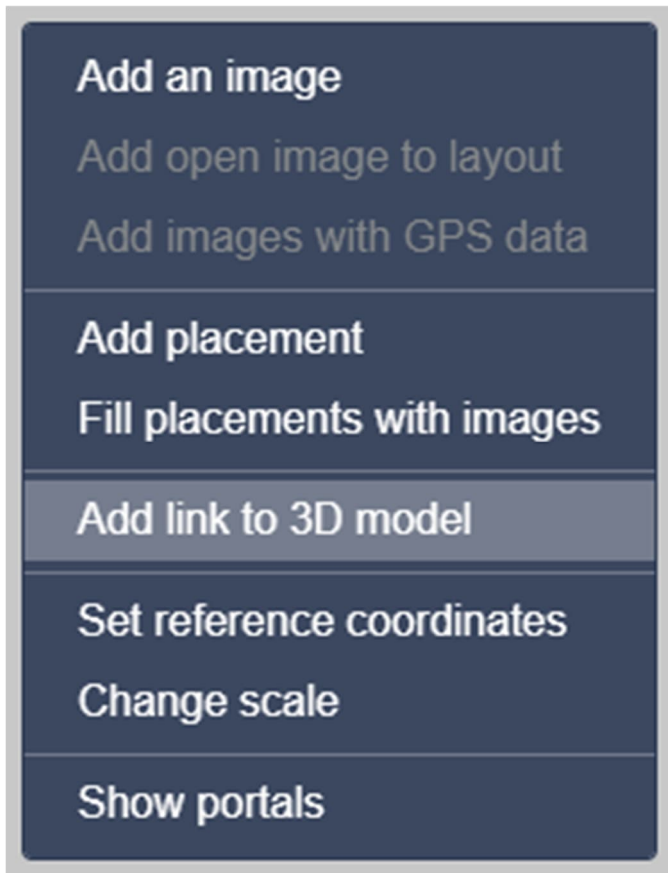 Add an image
Add open image to layout
Add images with GPS data
Add placement
Fill placements with images
Add link to 3D model
Set reference coordinates
Change scale
Show portals